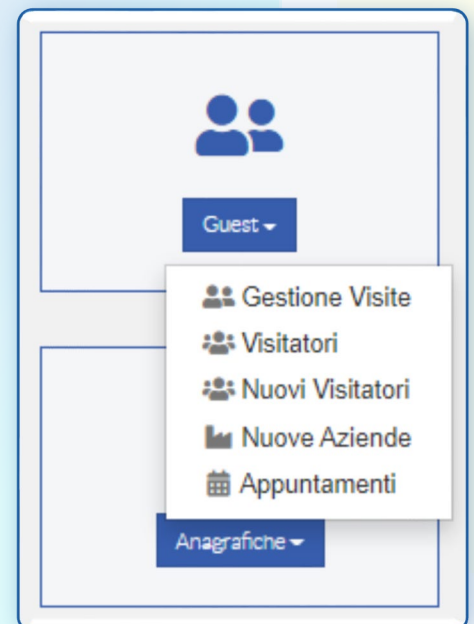 Guest
Gestione Visite
Visitatori
Nuovi Visitatori
Nuove Aziende
Appuntamenti
Anagrafiche